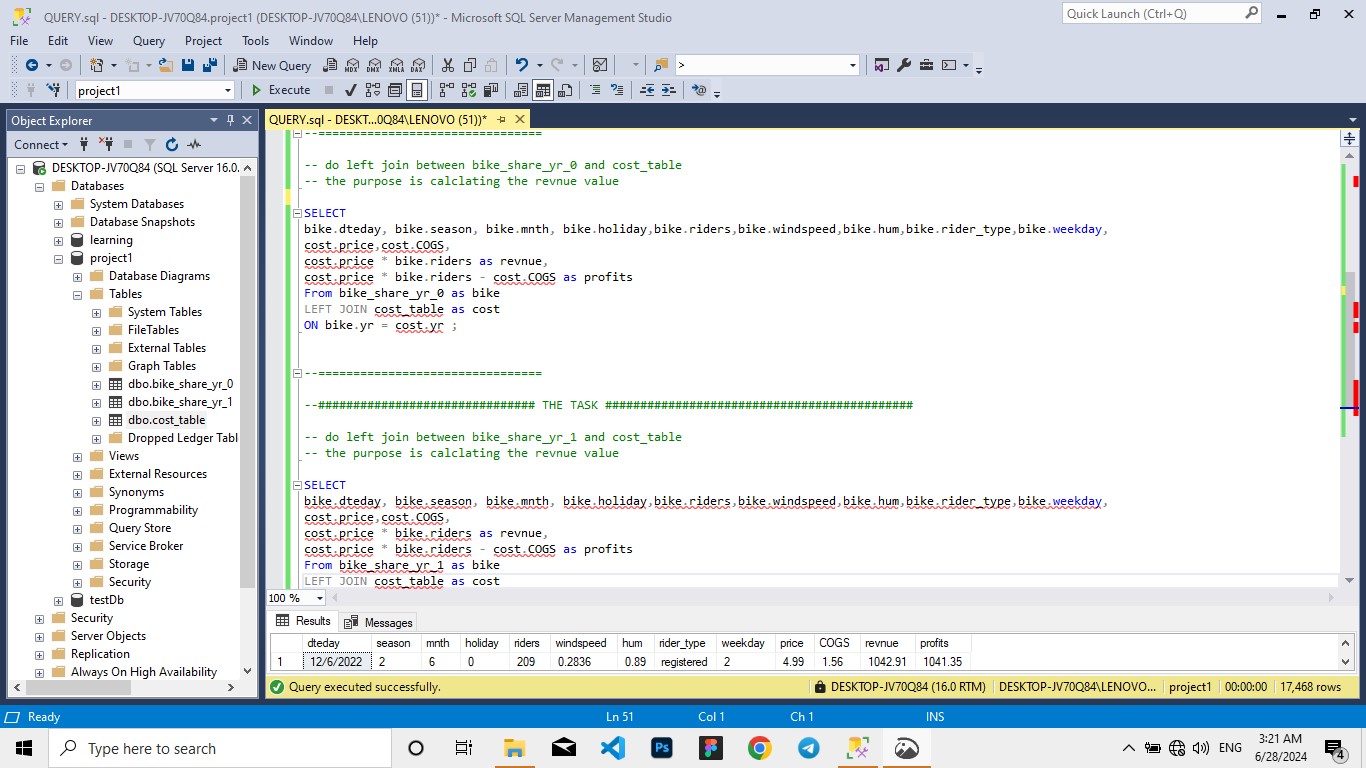 QUERY.sql - DESKTOP-JV70Q84.project1 (DESKTOP-JV70Q84\LENOVO (51))* - Microsoft SQL Server Management Studio
Quick Launch (Ctrl+Q)
File Edit View Query Project Tools Window Help
New Query MDX DMX XMLA DAX >
project1 Execute
Object Explorer
Connect
DESKTOP-JV70Q84 (SQL Server 16.0.
Databases
System Databases
Database Snapshots
learning
project1
Database Diagrams
Tables
System Tables
FileTables
External Tables
Graph Tables
dbo.bike_share_yr_0
dbo.bike_share_yr_1
dbo.cost_table
Dropped Ledger Tabl
Views
External Resources
Synonyms
Programmability
Query Store
Service Broker
Storage
Security
testDb
Security
Server Objects
Replication
Always On High Availability
QUERY.sql - DESKT...0Q84\LENOVO (51))*
--================================
-- do left join between bike_share_yr_0 and cost_table
-- the purpose is calclating the revnue value
SELECT
bike.dteday, bike.season, bike.mnth, bike.holiday,bike.riders,bike.windspeed,bike.hum,bike.rider_type,bike.weekday,
cost.price,cost.COGS,
cost.price * bike.riders as revnue,
cost.price * bike.riders - cost.COGS as profits
From bike_share_yr_0 as bike
LEFT JOIN cost_table as cost
ON bike.yr = cost.yr ;
--================================
--############################### THE TASK ############################################
-- do left join between bike_share_yr_1 and cost_table
-- the purpose is calclating the revnue value
SELECT
bike.dteday, bike.season, bike.mnth, bike.holiday,bike.riders,bike.windspeed,bike.hum,bike.rider_type,bike.weekday,
cost.price,cost.COGS,
cost.price * bike.riders as revnue,
cost.price * bike.riders - cost.COGS as profits
From bike_share_yr_1 as bike
LEFT JOIN cost_table as cost
100 %
Results Messages
dteday season mnth holiday riders windspeed hum rider_type weekday price COGS revnue profits
1 12/6/2022 2 6 0 209 0.2836 0.89 registered 2 4.99 1.56 1042.91 1041.35
Query executed successfully. DESKTOP-JV70Q84 (16.0 RTM) DESKTOP-JV70Q84\LENOVO... project1 00:00:00 17,468 rows
Ready Ln 51 Col 1 Ch 1 INS
Type here to search
Ps
ENG
3:21 AM
6/28/2024
4